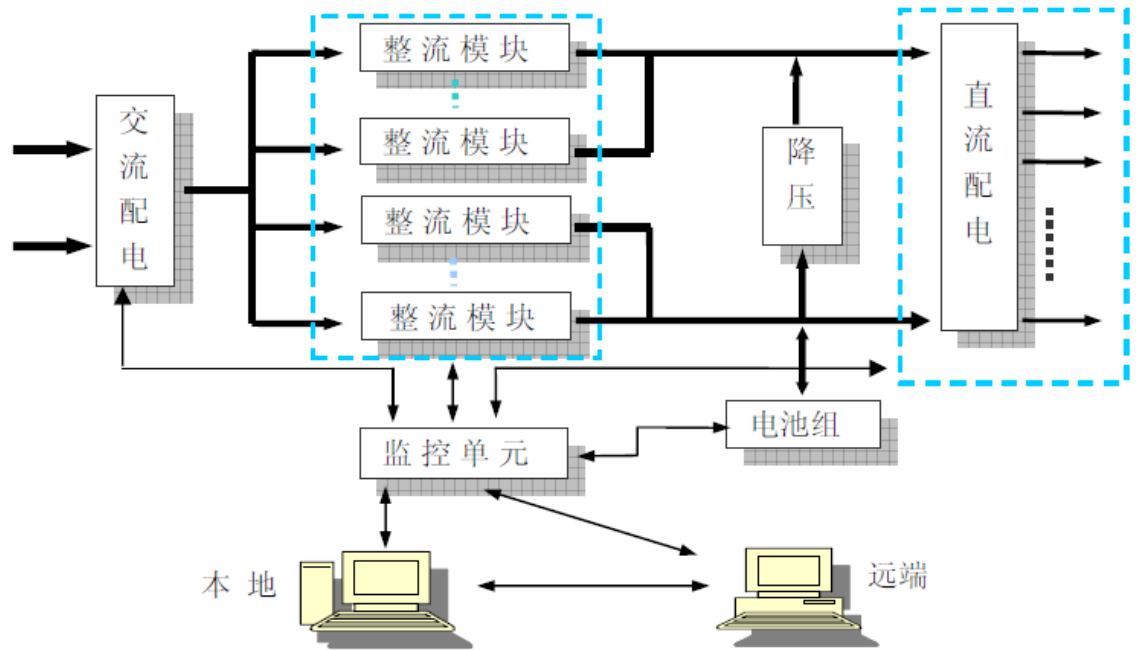 整流模块
交流配电
整流模块
降压
直流配电
整流模块
整流模块
电池组
监控单元
本地
远端